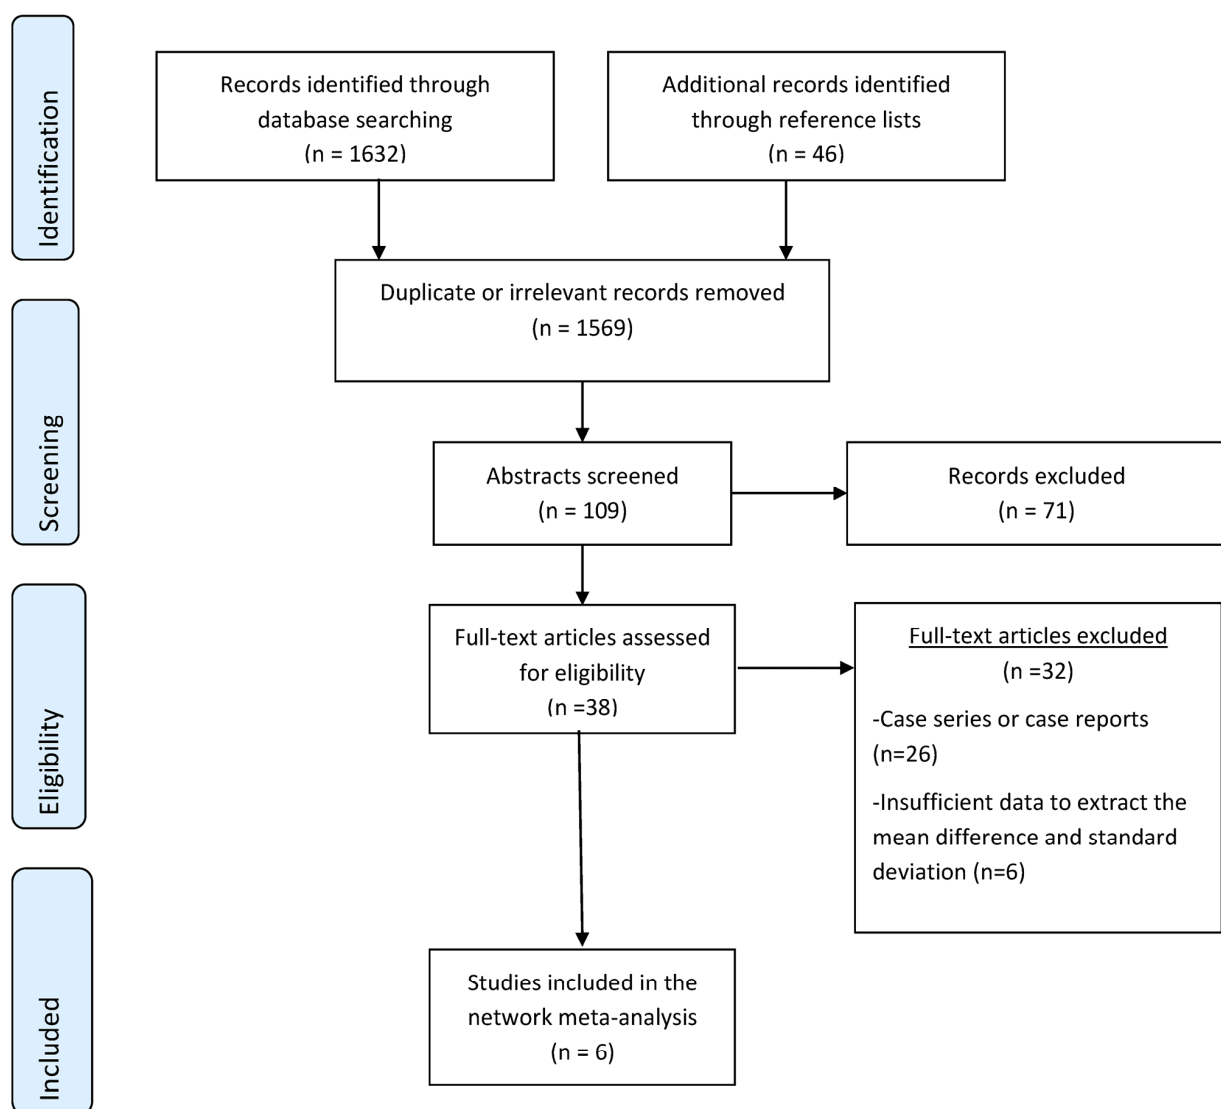 Identification
Records identified through
database searching
(n = 1632)
Additional records identified
through reference lists
(n = 46)
Duplicate or irrelevant records removed
(n = 1569)
Screening
Abstracts screened
(n = 109)
Records excluded
(n = 71)
Eligibility
Full-text articles assessed
for eligibility
(n =38)
Full-text articles excluded
(n =32)
-Case series or case reports
(n=26)
-Insufficient data to extract the
mean difference and standard
deviation (n=6)
Included
Studies included in the
network meta-analysis
(n = 6)